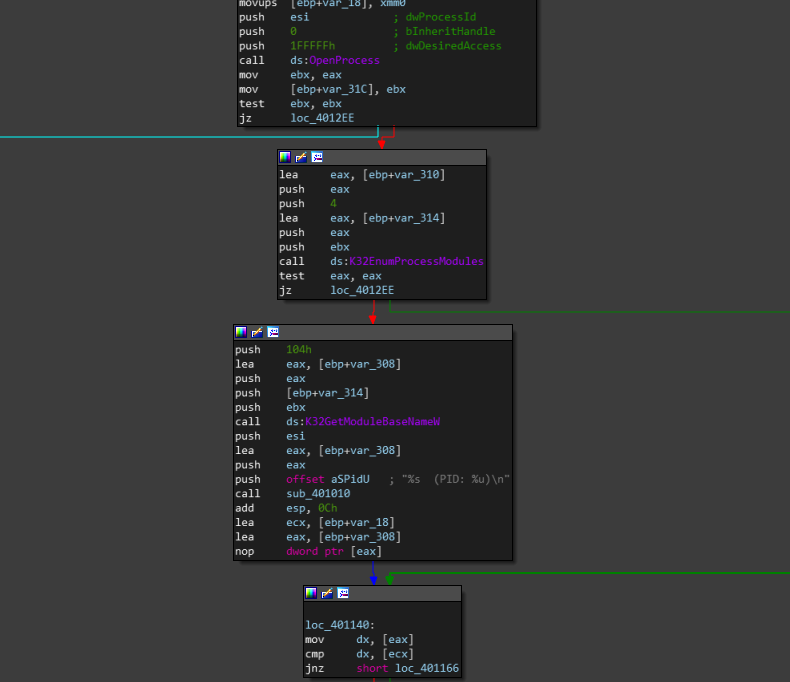 movups [ebp+var_18], xmm0
push esi ; dwProcessId
push 0 ; bInheritHandle
push 1FFFFFh ; dwDesiredAccess
call ds:OpenProcess
mov ebx, eax
mov [ebp+var_31C], ebx
test ebx, ebx
jz loc_4012EE
lea eax, [ebp+var_310]
push eax
push 4
lea eax, [ebp+var_314]
push eax
push ebx
call ds:K32EnumProcessModules
test eax, eax
jz loc_4012EE
push 104h
lea eax, [ebp+var_308]
push eax
push [ebp+var_314]
push ebx
call ds:K32GetModuleBaseNameW
push esi
lea eax, [ebp+var_308]
push eax
push offset aSPidU ; "%s (PID: %u)\n"
call sub_401010
add esp, 0Ch
lea ecx, [ebp+var_18]
lea eax, [ebp+var_308]
nop dword ptr [eax]
loc_401140:
mov dx, [eax]
cmp dx, [ecx]
jnz short loc_401166